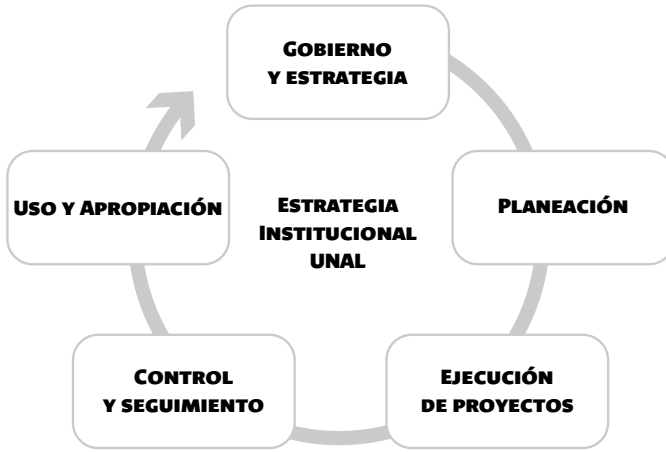 Gobierno
y estrategia
Planeación
Ejecución
de proyectos
Control
y seguimiento
Uso y Apropiación
Estrategia
Institucional
UNAL